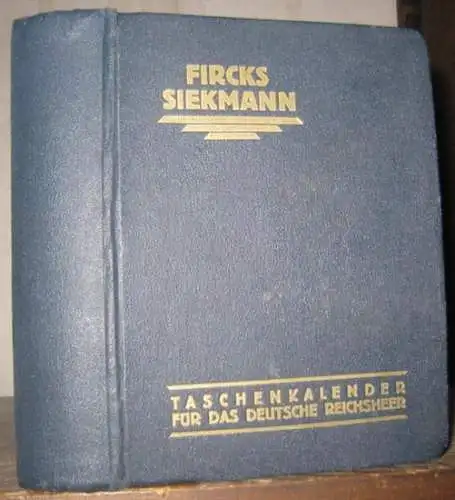 FIRCKS
SIEKMANN
TASCHENKALENDER
FÜR DAS DEUTSCHE REICHSHEER